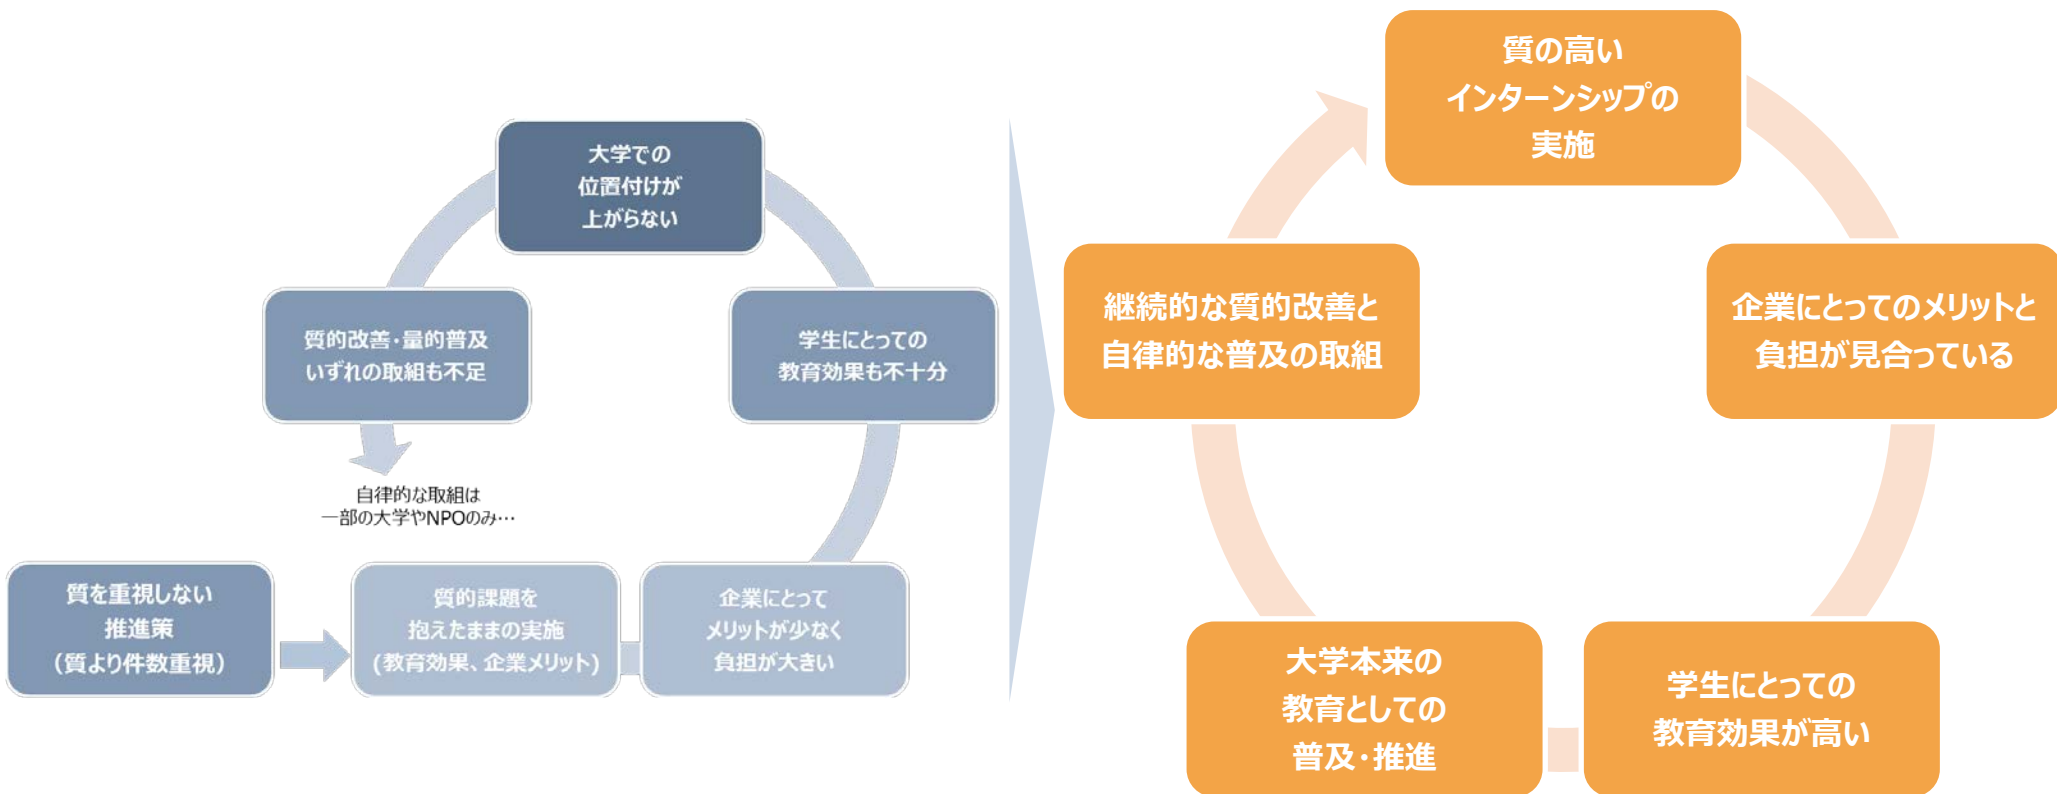 大学での
位置付けが
上がらない
質的改善・量的普及
いずれの取組も不足
学生にとっての
教育効果も不十分
自律的な取組は
一部の大学やNPOのみ…
質を重視しない
推進策
（質より件数重視）
質的課題を
抱えたままの実施
(教育効果、企業メリット)
企業にとって
メリットが少なく
負担が大きい
質の高い
インターンシップの
実施
継続的な質的改善と
自律的な普及の取組
企業にとってのメリットと
負担が見合っている
大学本来の
教育としての
普及・推進
学生にとっての
教育効果が高い